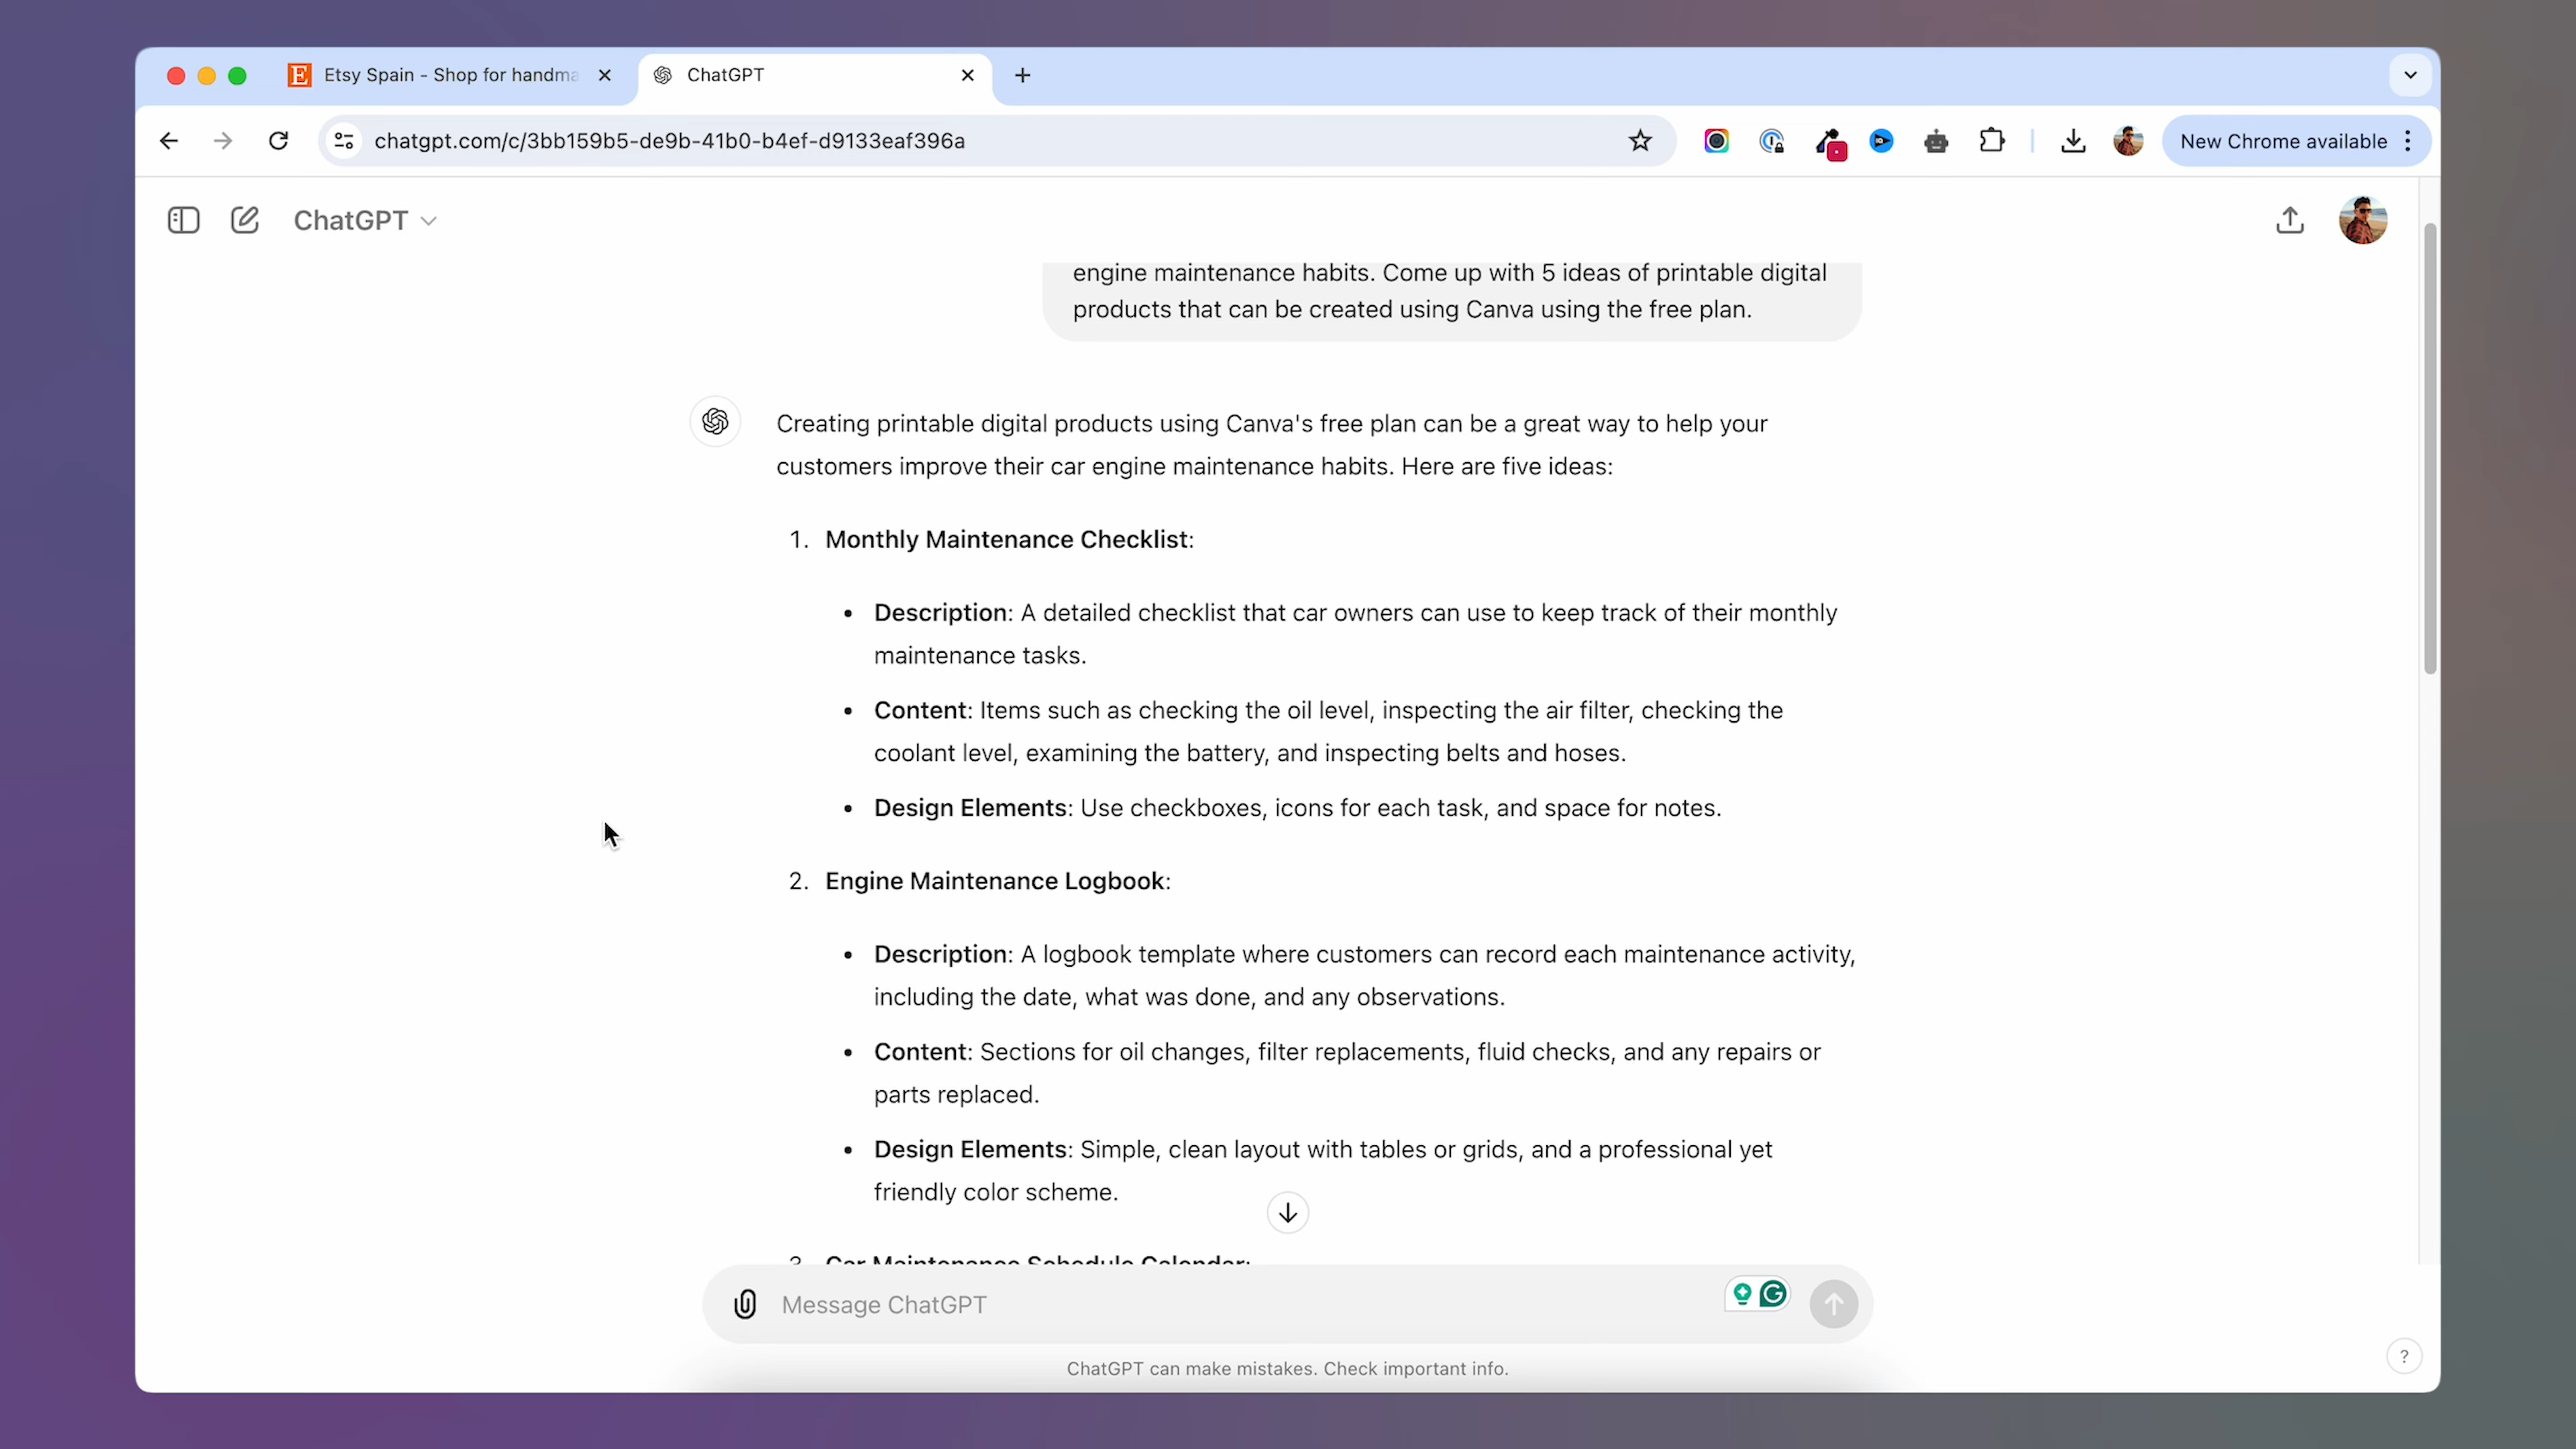 Etsy Spain - Shop for handma
ChatGPT
chatgpt.com/c/3bb159b5-de9b-41b0-b4ef-d9133eaf396a
New Chrome available
ChatGPT
engine maintenance habits. Come up with 5 ideas of printable digital
products that can be created using Canva using the free plan.
Creating printable digital products using Canva's free plan can be a great way to help your
customers improve their car engine maintenance habits. Here are five ideas:
1. Monthly Maintenance Checklist:
• Description: A detailed checklist that car owners can use to keep track of their monthly
maintenance tasks.
• Content: Items such as checking the oil level, inspecting the air filter, checking the
coolant level, examining the battery, and inspecting belts and hoses.
• Design Elements: Use checkboxes, icons for each task, and space for notes.
2. Engine Maintenance Logbook:
• Description: A logbook template where customers can record each maintenance activity,
including the date, what was done, and any observations.
• Content: Sections for oil changes, filter replacements, fluid checks, and any repairs or
parts replaced.
• Design Elements: Simple, clean layout with tables or grids, and a professional yet
friendly color scheme.
3. Car Maintenance Schedule Calendar:
Message ChatGPT
ChatGPT can make mistakes. Check important info.
?